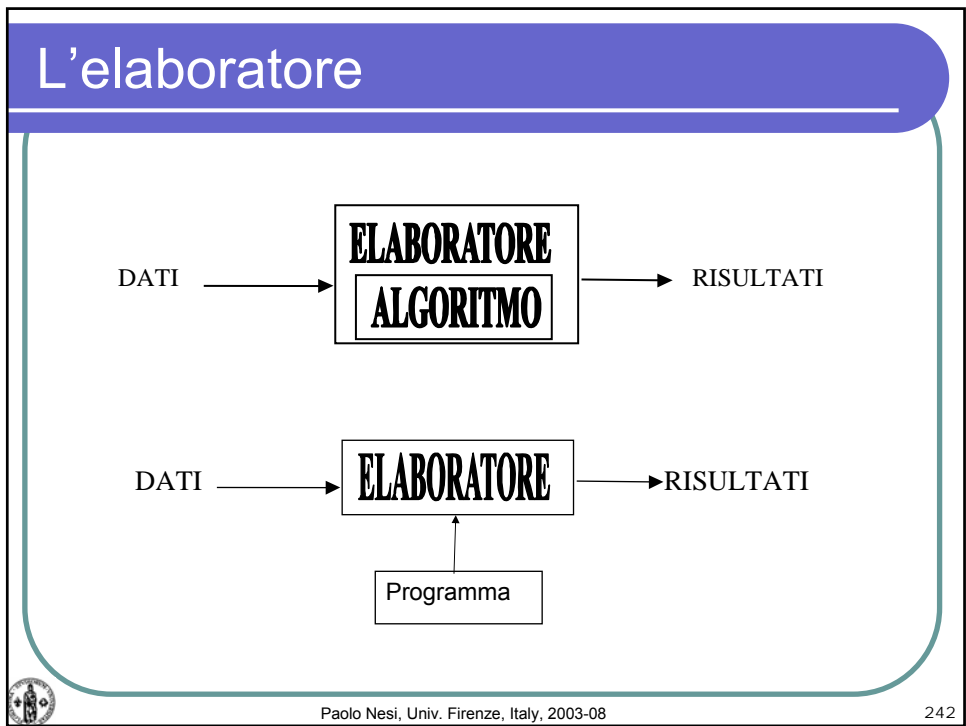 L’elaboratore
ELABORATORE
DATI
RISULTATI
ALGORITMO
DATI
ELABORATORE
RISULTATI
Programma
Paolo Nesi, Univ. Firenze, Italy, 2003-08
242